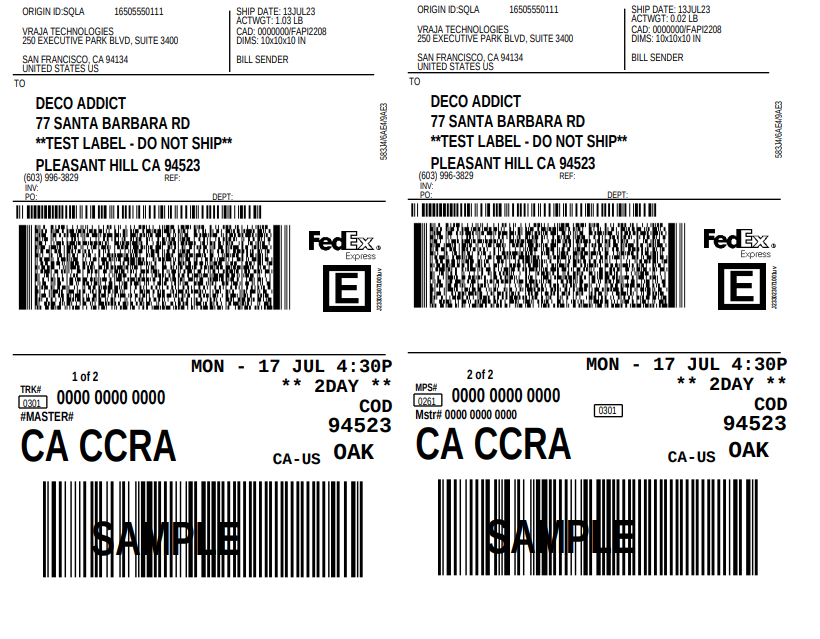 ORIGIN ID:SQLA 16505550111
VRAJA TECHNOLOGIES
250 EXECUTIVE PARK BLVD, SUITE 3400
SAN FRANCISCO, CA 94134
UNITED STATES US
SHIP DATE: 13JUL23
ACTWGT: 1.03 LB
CAD: 0000000/FAPI2208
DIMS: 10x10x10 IN
BILL SENDER
TO
DECO ADDICT
77 SANTA BARBARA RD
**TEST LABEL - DO NOT SHIP**
PLEASANT HILL CA 94523
(603) 996-3829 REF:
INV:
PO: DEPT:
583J4/6AE4/9AE3
FedEx
Express
E
MON - 17 JUL 4:30P
1 of 2
** 2DAY **
TRK#
0301 0000 0000 0000
COD
#MASTER#
94523
CA CCRA
CA-US OAK
SAMPLE
ORIGIN ID:SQLA 16505550111
VRAJA TECHNOLOGIES
250 EXECUTIVE PARK BLVD, SUITE 3400
SAN FRANCISCO, CA 94134
UNITED STATES US
SHIP DATE: 13JUL23
ACTWGT: 0.02 LB
CAD: 0000000/FAPI2208
DIMS: 10x10x10 IN
BILL SENDER
TO
DECO ADDICT
77 SANTA BARBARA RD
**TEST LABEL - DO NOT SHIP**
PLEASANT HILL CA 94523
(603) 996-3829 REF:
INV:
PO: DEPT:
583J4/6AE4/9AE3
FedEx
Express
E
MON - 17 JUL 4:30P
2 of 2
** 2DAY **
MPS#
0261 0000 0000 0000
COD
Mstr# 0000 0000 0000 0301
94523
CA CCRA
CA-US OAK
SAMPLE